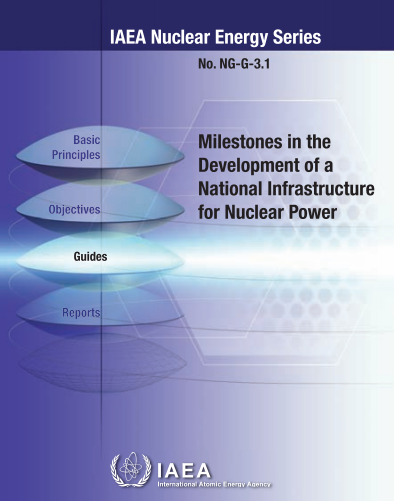 IAEA Nuclear Energy Series
No. NG-G-3.1
Milestones in the
Development of a
National Infrastructure
for Nuclear Power
Basic
Principles
Objectives
Guides
Reports
IAEA
International Atomic Energy Agency